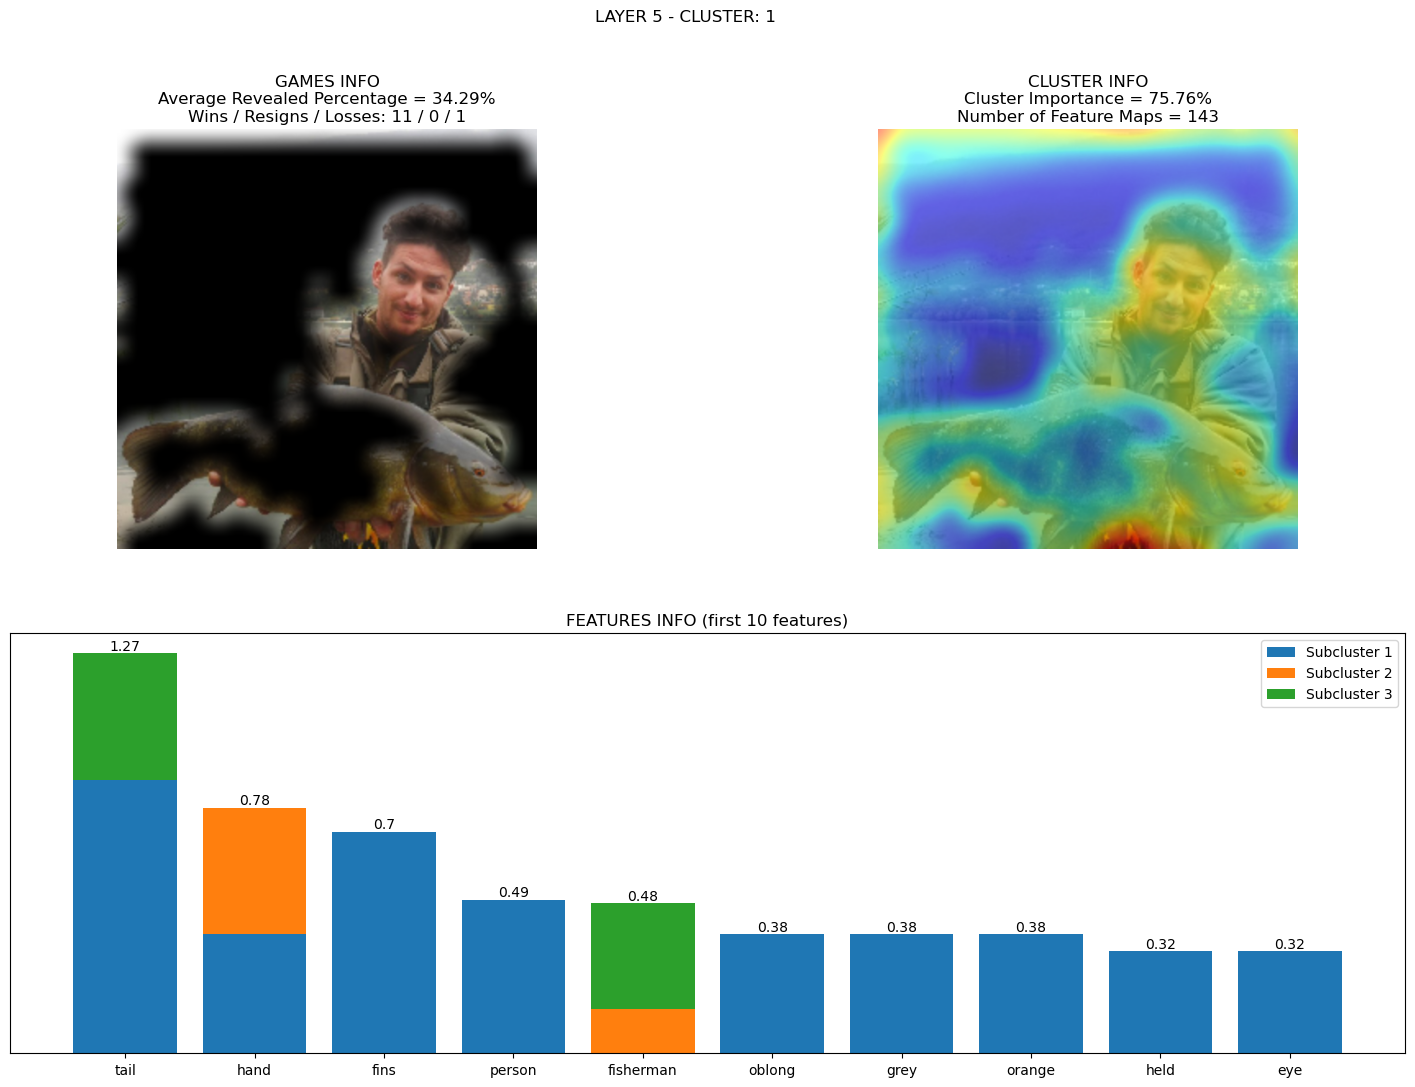 LAYER 5 - CLUSTER: 1
GAMES INFO
Average Revealed Percentage = 34.29%
Wins / Resigns / Losses: 11 / 0 / 1
CLUSTER INFO
Cluster Importance = 75.76%
Number of Feature Maps = 143
FEATURES INFO (first 10 features)
Subcluster 1
Subcluster 2
Subcluster 3
1.27
0.78
0.7
0.49
0.48
0.38
0.38
0.38
0.32
0.32
tail
hand
fins
person
fisherman
oblong
grey
orange
held
eye